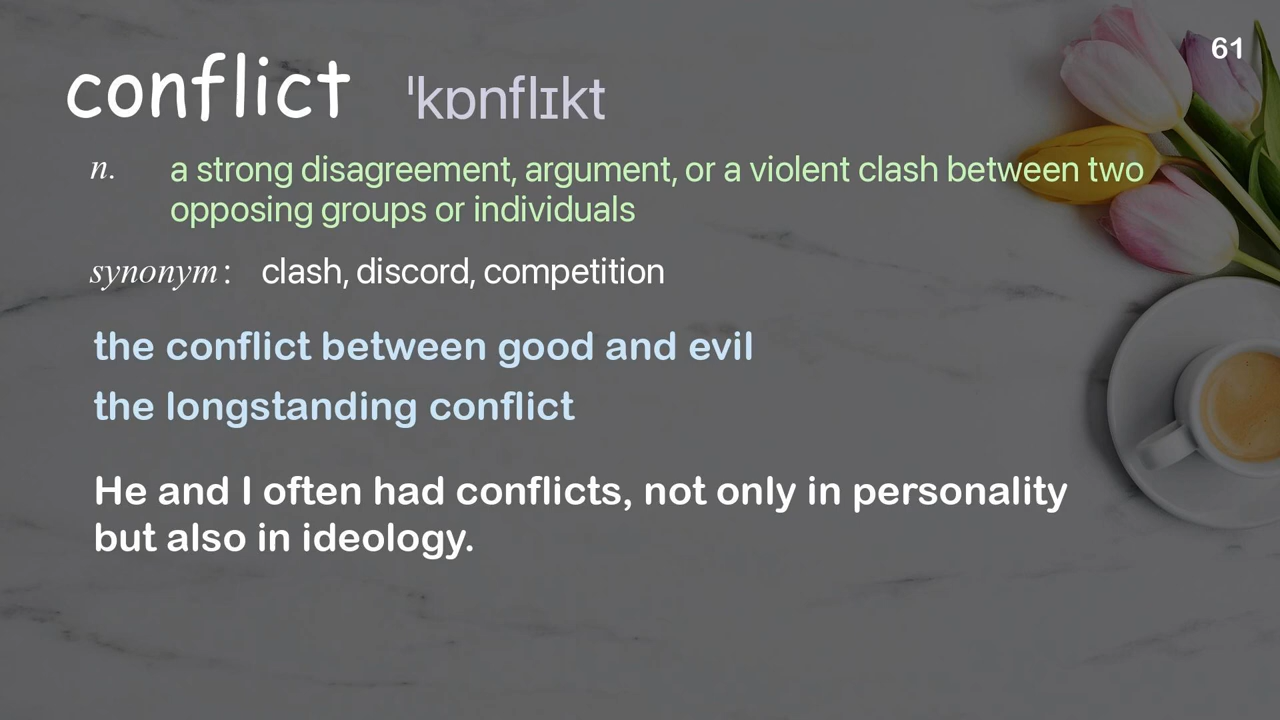 61
conflict ˈkɒnflɪkt
n. a strong disagreement, argument, or a violent clash between two
opposing groups or individuals
synonym: clash, discord, competition
the conflict between good and evil
the longstanding conflict
He and I often had conflicts, not only in personality
but also in ideology.